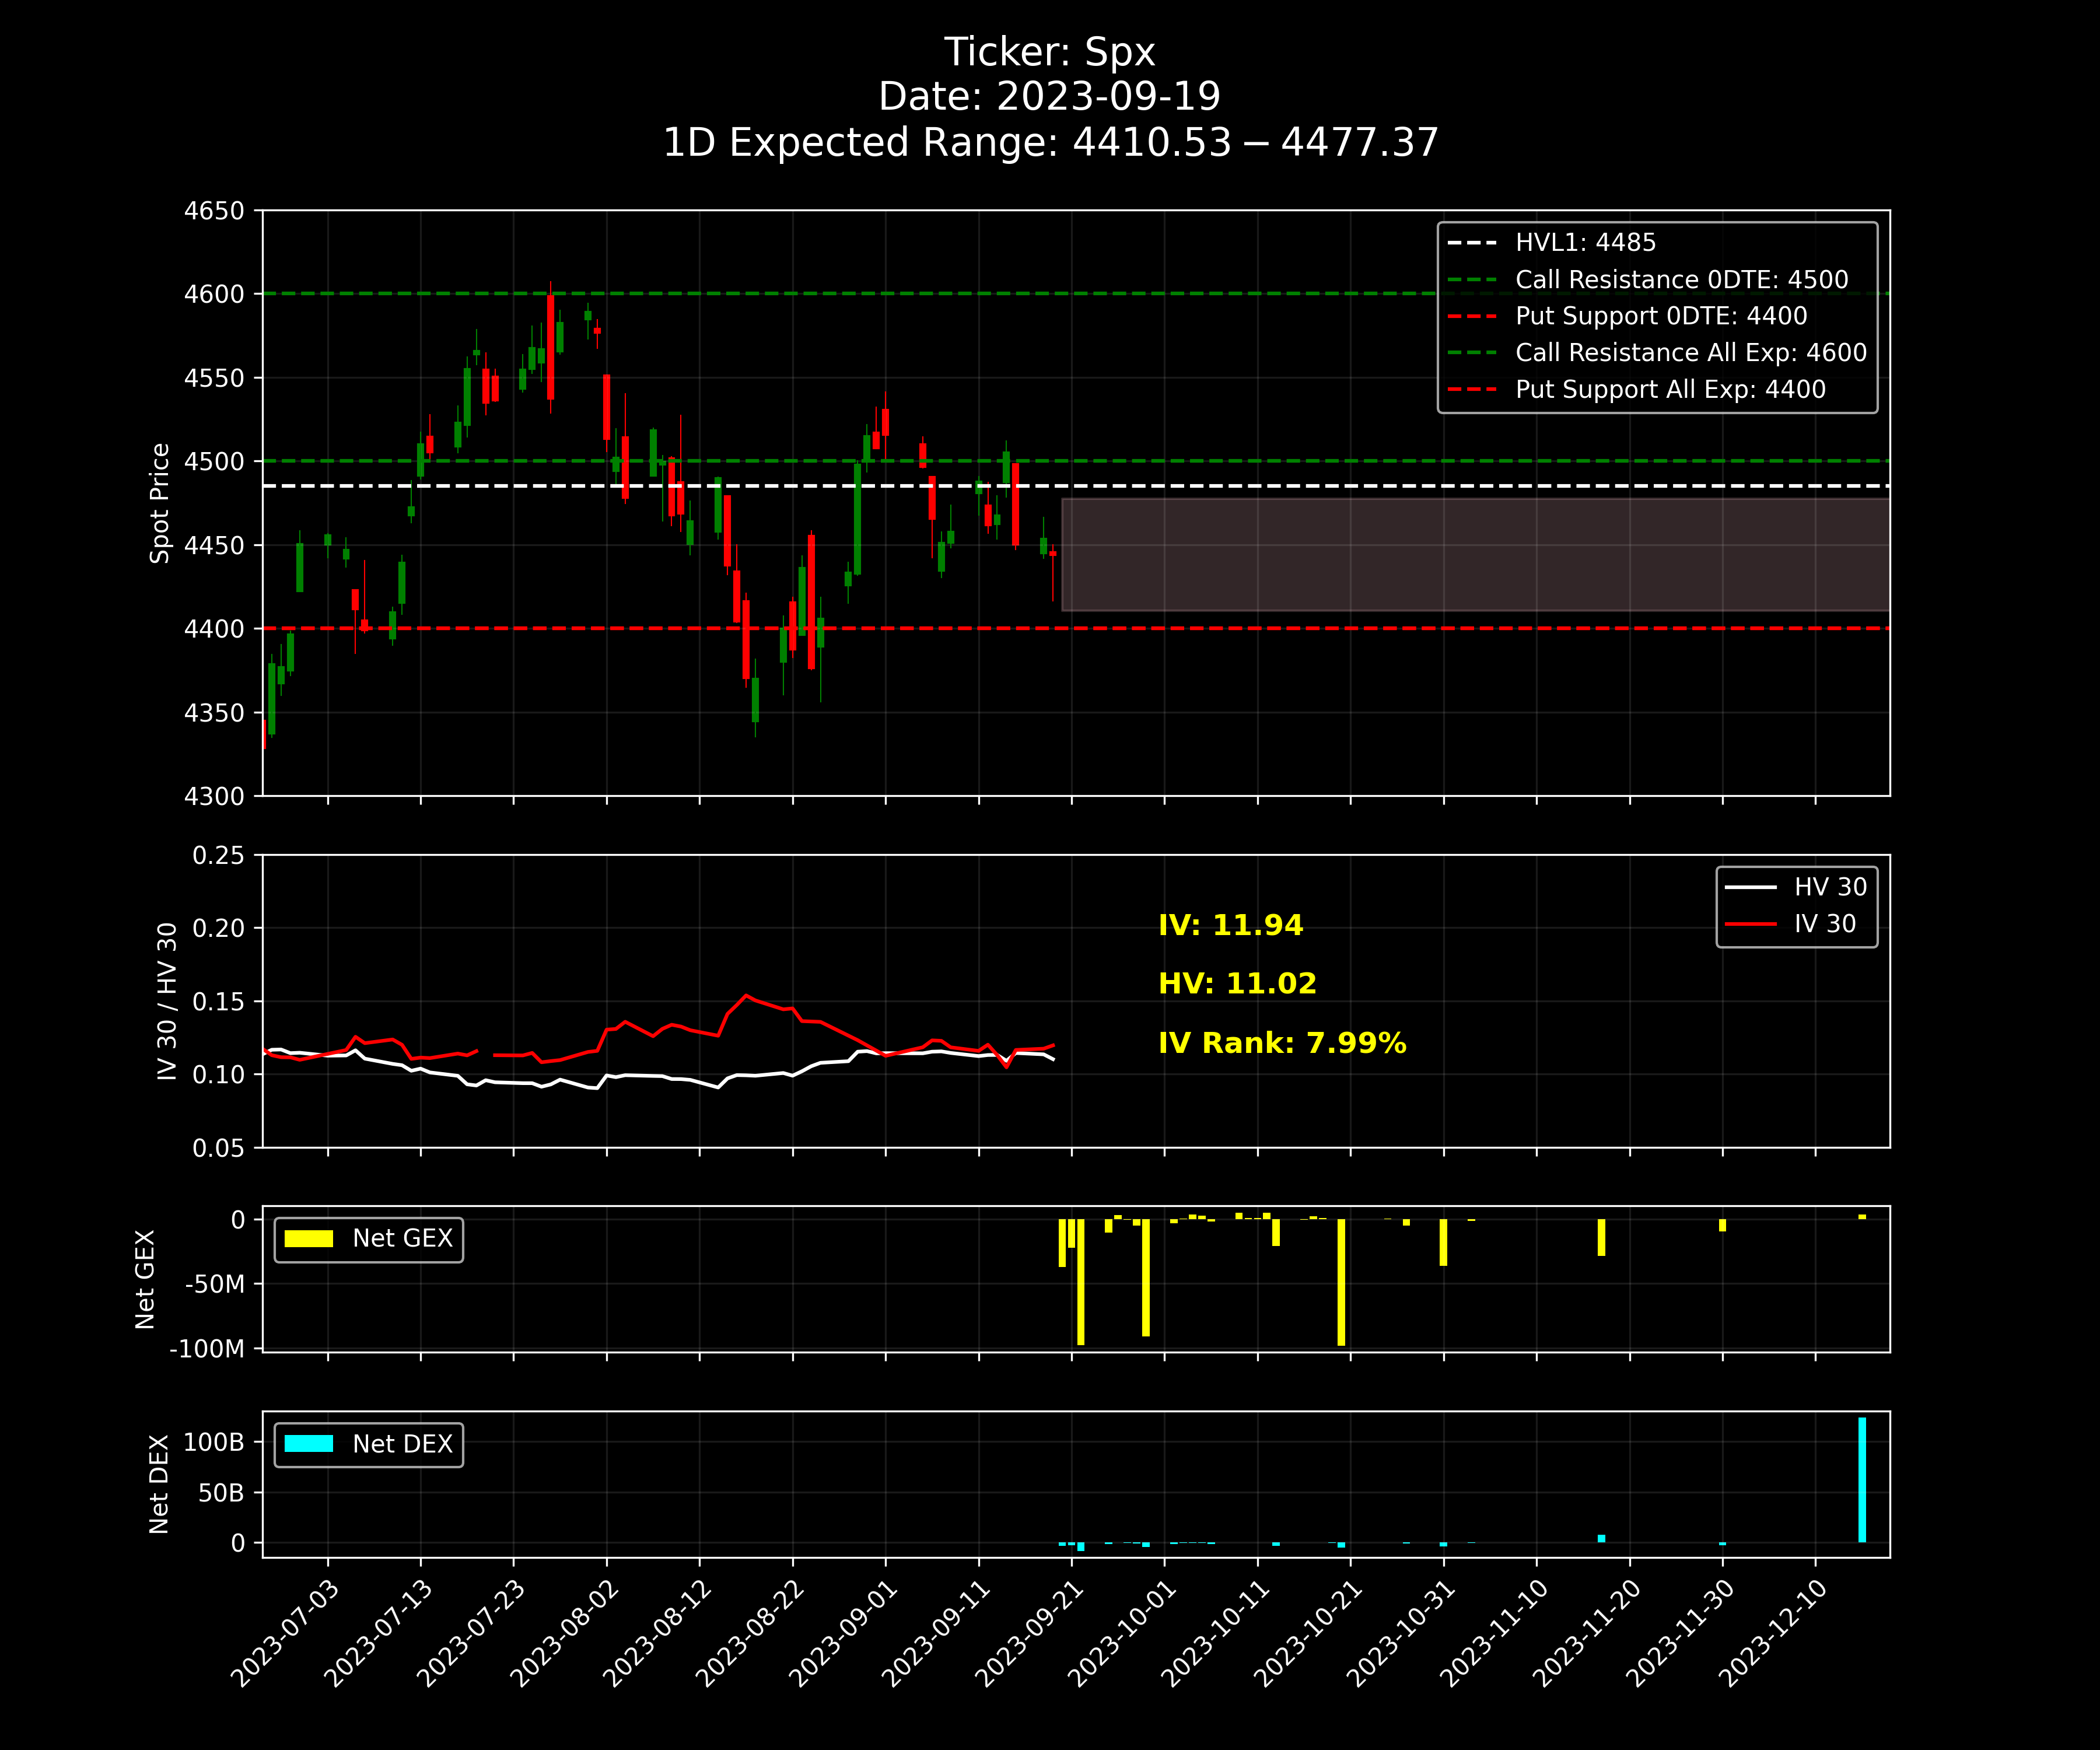 Ticker: Spx
Date: 2023-09-19
1D Expected Range: 4410.53 − 4477.37
4650
4600
4550
4500
4450
4400
4350
4300
Spot Price
HVL1: 4485
Call Resistance 0DTE: 4500
Put Support 0DTE: 4400
Call Resistance All Exp: 4600
Put Support All Exp: 4400
0.25
0.20
0.15
0.10
0.05
IV 30 / HV 30
IV: 11.94
HV: 11.02
IV Rank: 7.99%
HV 30
IV 30
0
-50M
-100M
Net GEX
Net GEX
100B
50B
0
Net DEX
Net DEX
2023-07-03
2023-07-13
2023-07-23
2023-08-02
2023-08-12
2023-08-22
2023-09-01
2023-09-11
2023-09-21
2023-10-01
2023-10-11
2023-10-21
2023-10-31
2023-11-10
2023-11-20
2023-11-30
2023-12-10